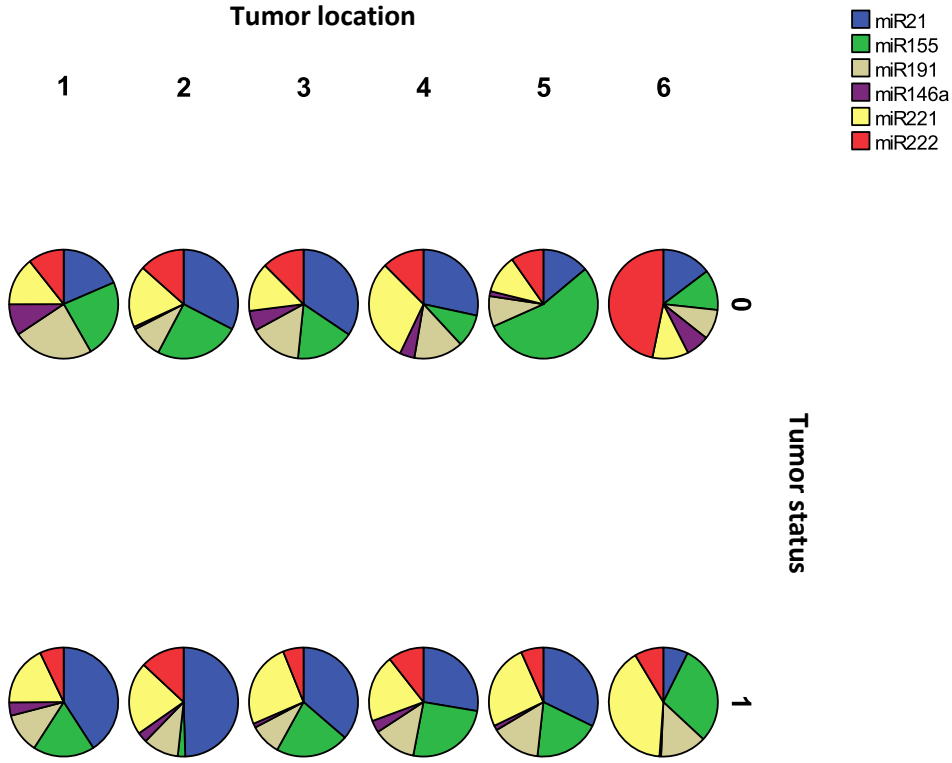 Tumor location
1 2 3 4 5 6
miR21
miR155
miR191
miR146a
miR221
miR222
0
Tumor status
1